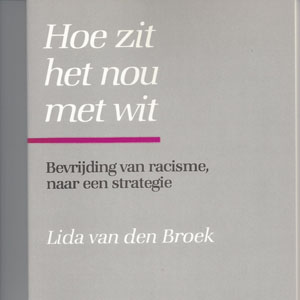 Hoe zit
het nou
met wit
Bevrijding van racisme,
naar een strategie
Lida van den Broek